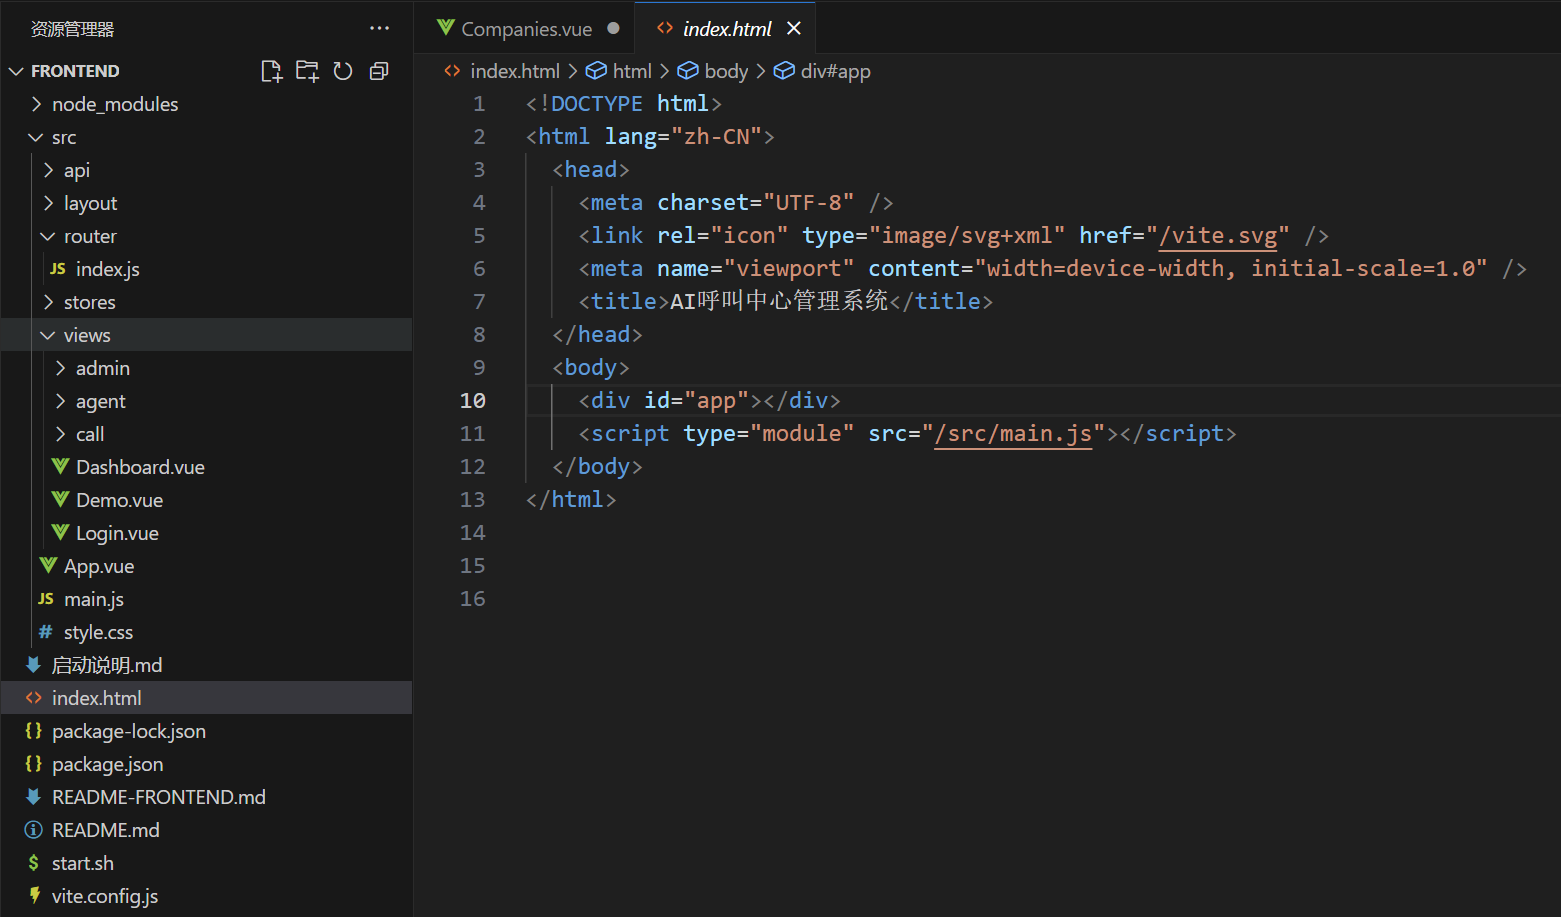 资源管理器
FRONTEND
node_modules
src
api
layout
router
JS index.js
stores
views
admin
agent
call
Dashboard.vue
Demo.vue
Login.vue
App.vue
JS main.js
# style.css
启动说明.md
<> index.html
{} package-lock.json
{} package.json
README-FRONTEND.md
README.md
$ start.sh
vite.config.js
Companies.vue
<> index.html
<> index.html > html > body > div#app
1 <!DOCTYPE html>
2 <html lang="zh-CN">
3 <head>
4 <meta charset="UTF-8" />
5 <link rel="icon" type="image/svg+xml" href="/vite.svg" />
6 <meta name="viewport" content="width=device-width, initial-scale=1.0" />
7 <title>AI呼叫中心管理系统</title>
8 </head>
9 <body>
10 <div id="app"></div>
11 <script type="module" src="/src/main.js"></script>
12 </body>
13 </html>
14
15
16